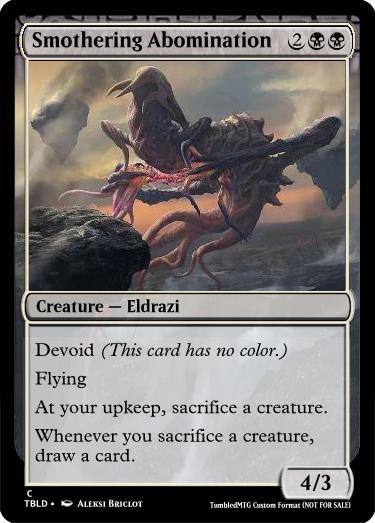 Smothering Abomination 2
Creature — Eldrazi
Devoid (This card has no color.)
Flying
At your upkeep, sacrifice a creature.
Whenever you sacrifice a creature,
draw a card.
4/3
C
TBLD • Aleksi Briclot
TumbledMTG Custom Format (NOT FOR SALE)